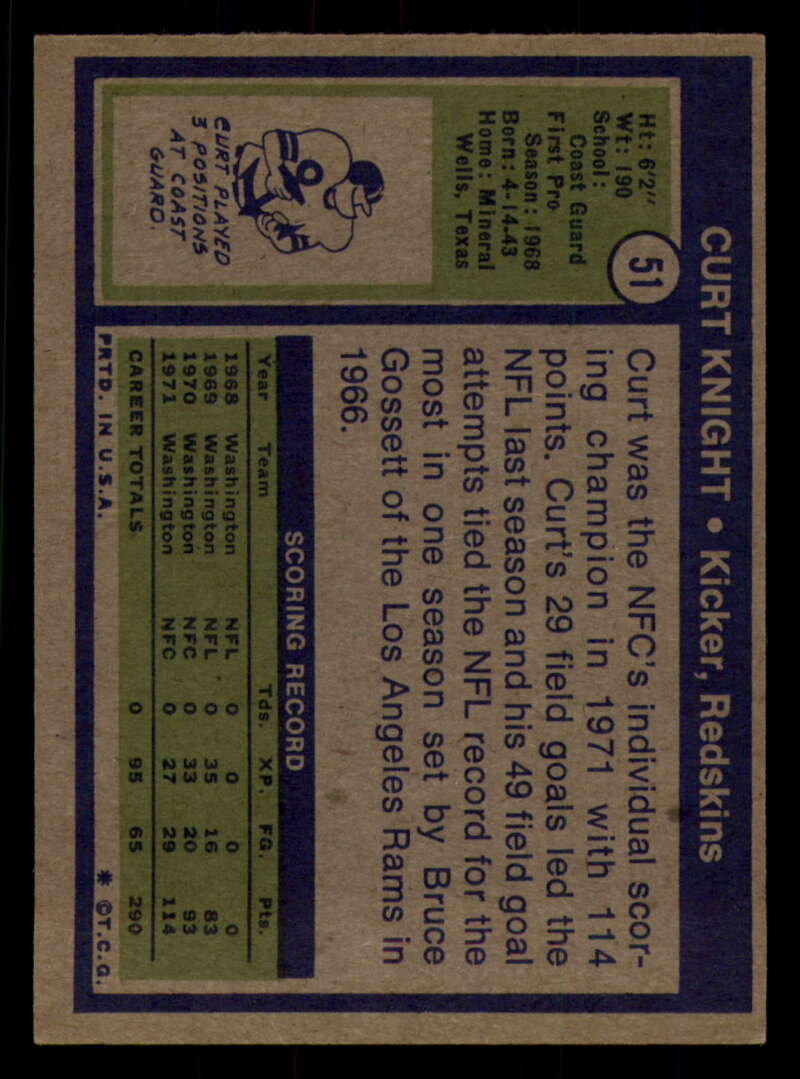 CURT KNIGHT • Kicker, Redskins
51
Ht: 6'2"
Wt: 190
School:
Coast Guard
First Pro
Season: 1968
Born: 4-14-43
Home: Mineral
Wells, Texas
CURT PLAYED
3 POSITIONS
AT COAST
GUARD.
Curt was the NFC's individual scor-
ing champion in 1971 with 114
points. Curt's 29 field goals led the
NFL last season and his 49 field goal
attempts tied the NFL record for the
most in one season set by Bruce
Gossett of the Los Angeles Rams in
1966.
SCORING RECORD
Year Team Tds. XP. FG. Pts.
1968 Washington NFL 0 0 0 0
1969 Washington NFL 0 35 16 83
1970 Washington NFC 0 33 20 93
1971 Washington NFC 0 27 29 114
CAREER TOTALS 0 95 65 290
PRTD. IN U.S.A. * ©T.C.G.